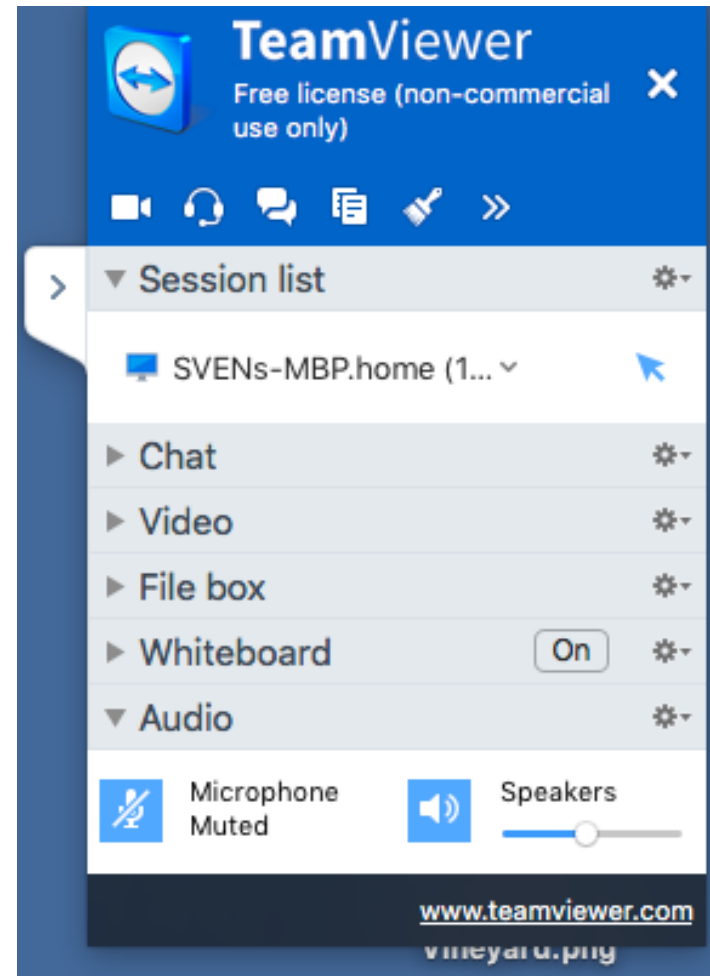 TeamViewer
Free license (non-commercial
use only)
Session list
SVENs-MBP.home (1...
Chat
Video
File box
Whiteboard On
Audio
Microphone
Muted
Speakers
www.teamviewer.com
vineyard.png